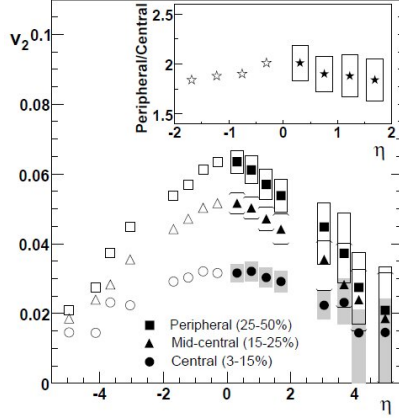 v2 0.1
0.08
0.06
0.04
0.02
0
-4
-2
0
2
4
η
Peripheral/Central
2.5
2
1.5
-2
-1
0
1
2
η
Peripheral (25-50%)
Mid-central (15-25%)
Central (3-15%)